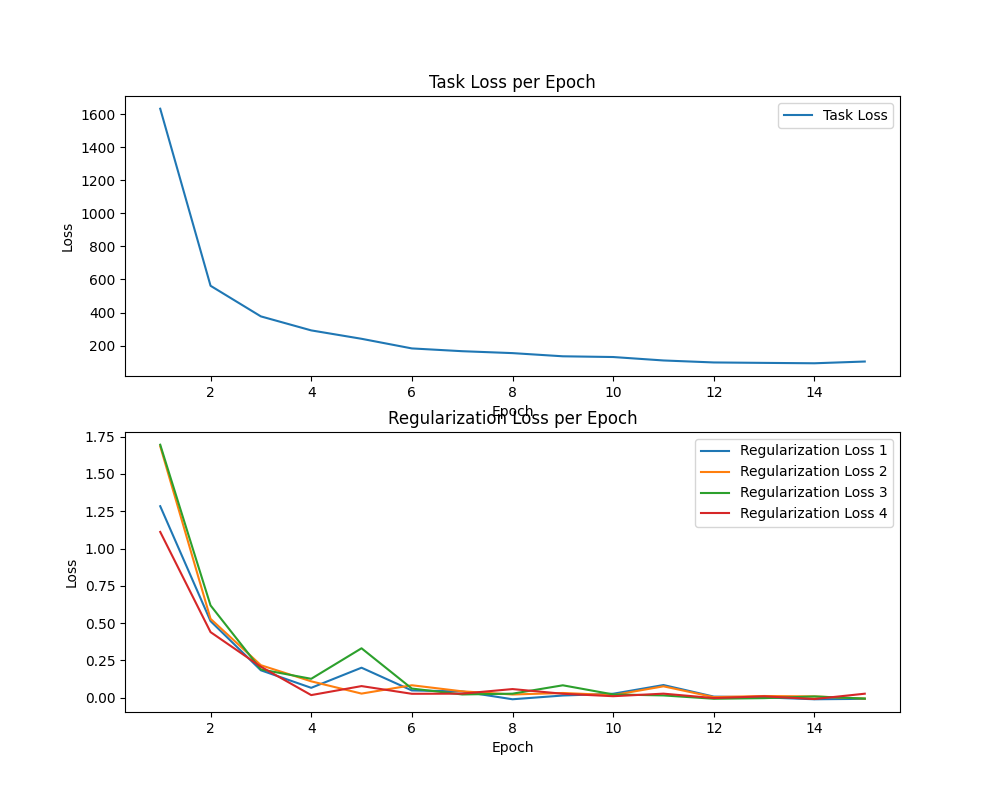 Task Loss per Epoch
1600
1400
1200
1000
800
600
400
200
Loss
Task Loss
2 4 6 8 10 12 14
Epoch
Regularization Loss per Epoch
1.75
1.50
1.25
1.00
0.75
0.50
0.25
0.00
Loss
Regularization Loss 1
Regularization Loss 2
Regularization Loss 3
Regularization Loss 4
2 4 6 8 10 12 14
Epoch